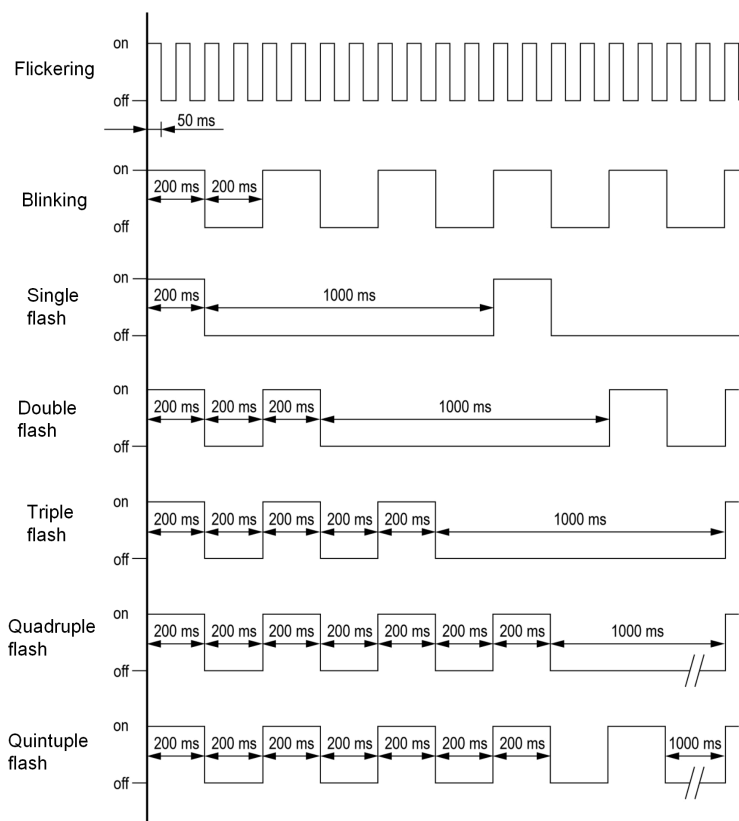 on
Flickering
off
50 ms
on
200 ms 200 ms
Blinking
off
on
Single
flash
200 ms 1000 ms
off
on
Double
flash
200 ms 200 ms 200 ms 1000 ms
off
on
Triple
flash
200 ms 200 ms 200 ms 200 ms 200 ms 1000 ms
off
on
Quadruple
flash
200 ms 200 ms 200 ms 200 ms 200 ms 200 ms 200 ms 1000 ms
off
on
Quintuple
flash
200 ms 200 ms 200 ms 200 ms 200 ms 200 ms 200 ms 1000 ms
off